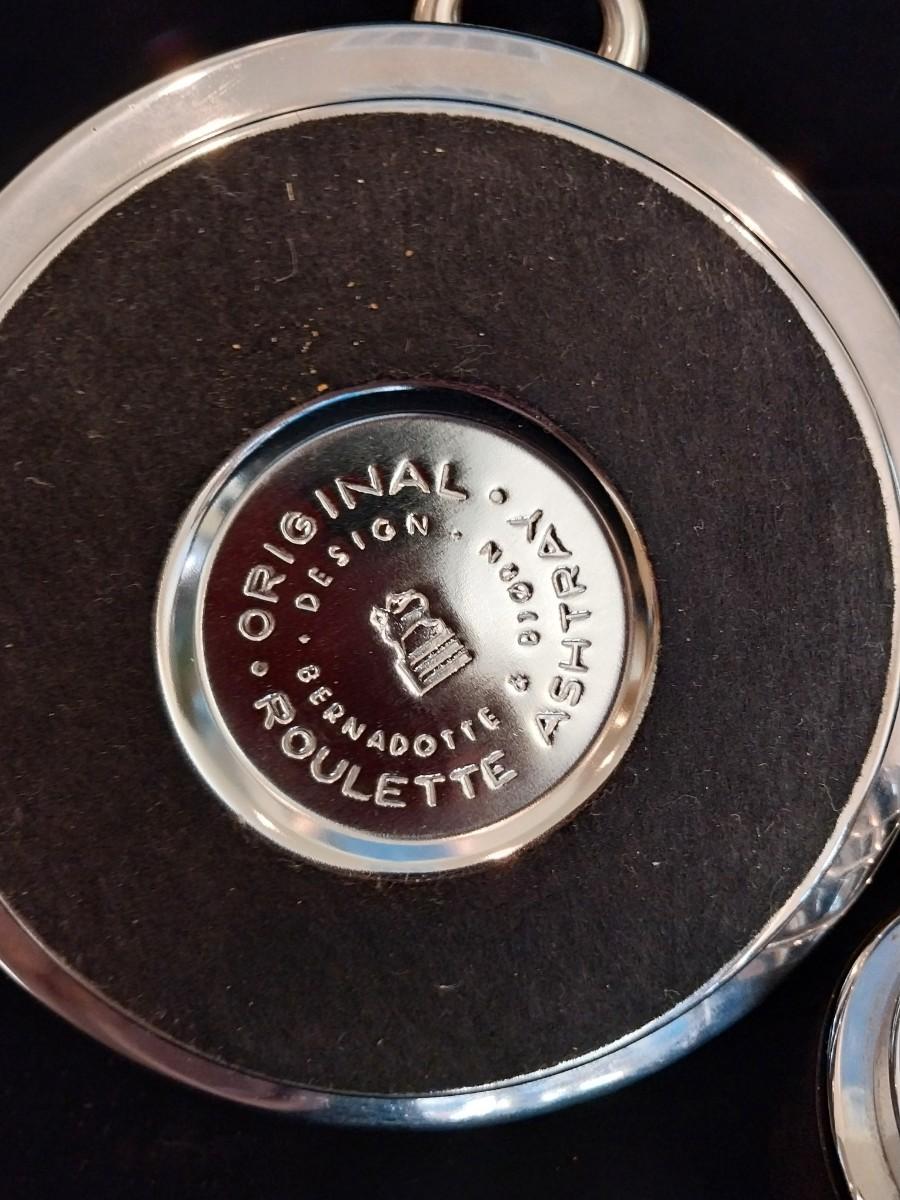 ORIGINAL • ROULETTE ASHTRAY •
DESIGN • BERNADOTTE & BJØRN •